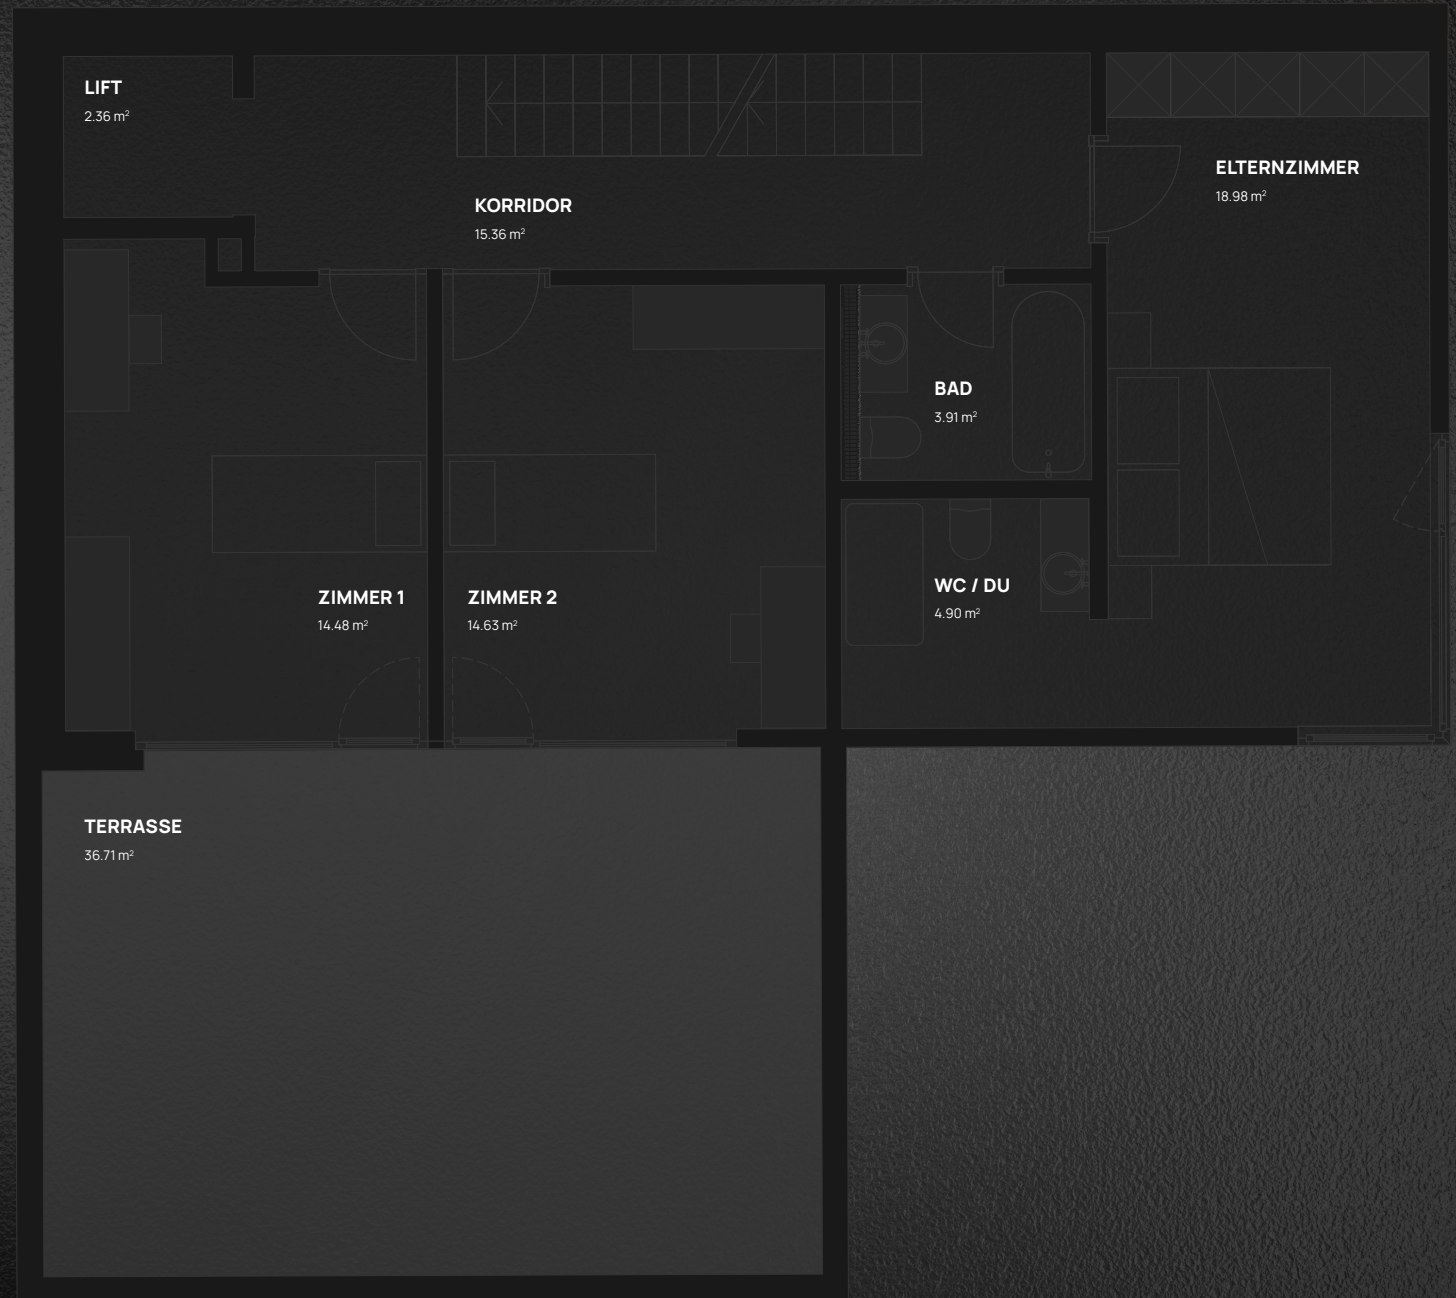 LIFT
2.36 m²
ELTERNZIMMER
18.98 m²
KORRIDOR
15.36 m²
BAD
3.91 m²
WC / DU
4.90 m²
ZIMMER 1
14.48 m²
ZIMMER 2
14.63 m²
TERRASSE
36.71 m²